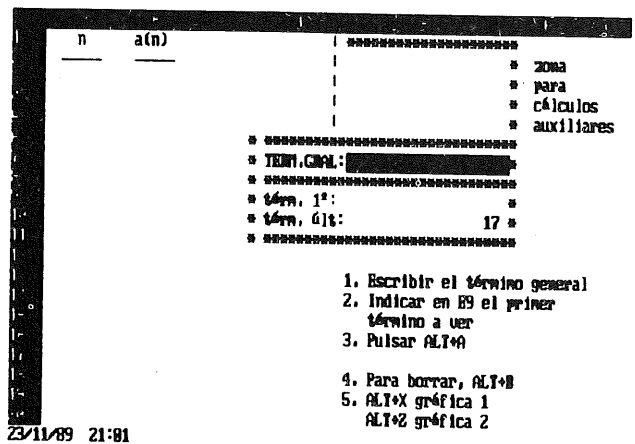 n a(n)
zona
para
cálculos
auxiliares
TERM.GRAL:
térm. 1º:
térm. últ: 17
1. Escribir el término general
2. Indicar en B9 el primer
término a ver
3. Pulsar ALT+A
4. Para borrar, ALT+B
5. ALT+X gráfica 1
ALT+Z gráfica 2
23/11/89 21:01